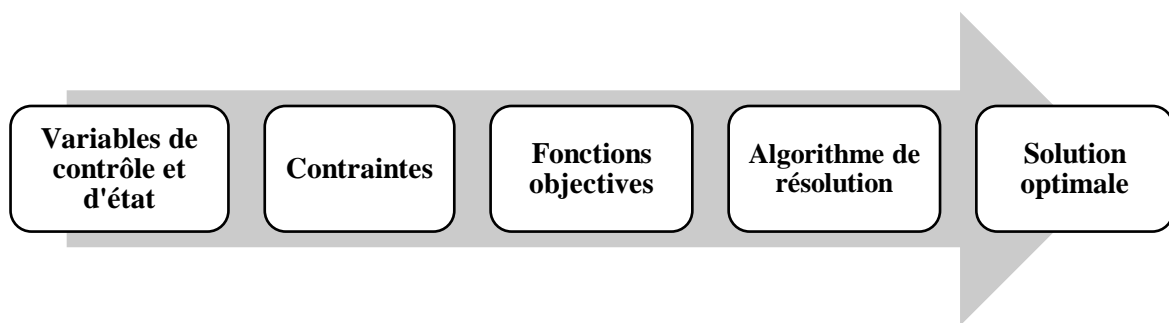 Variables de
contrôle et
d'état
Contraintes
Fonctions
objectives
Algorithme de
résolution
Solution
optimale